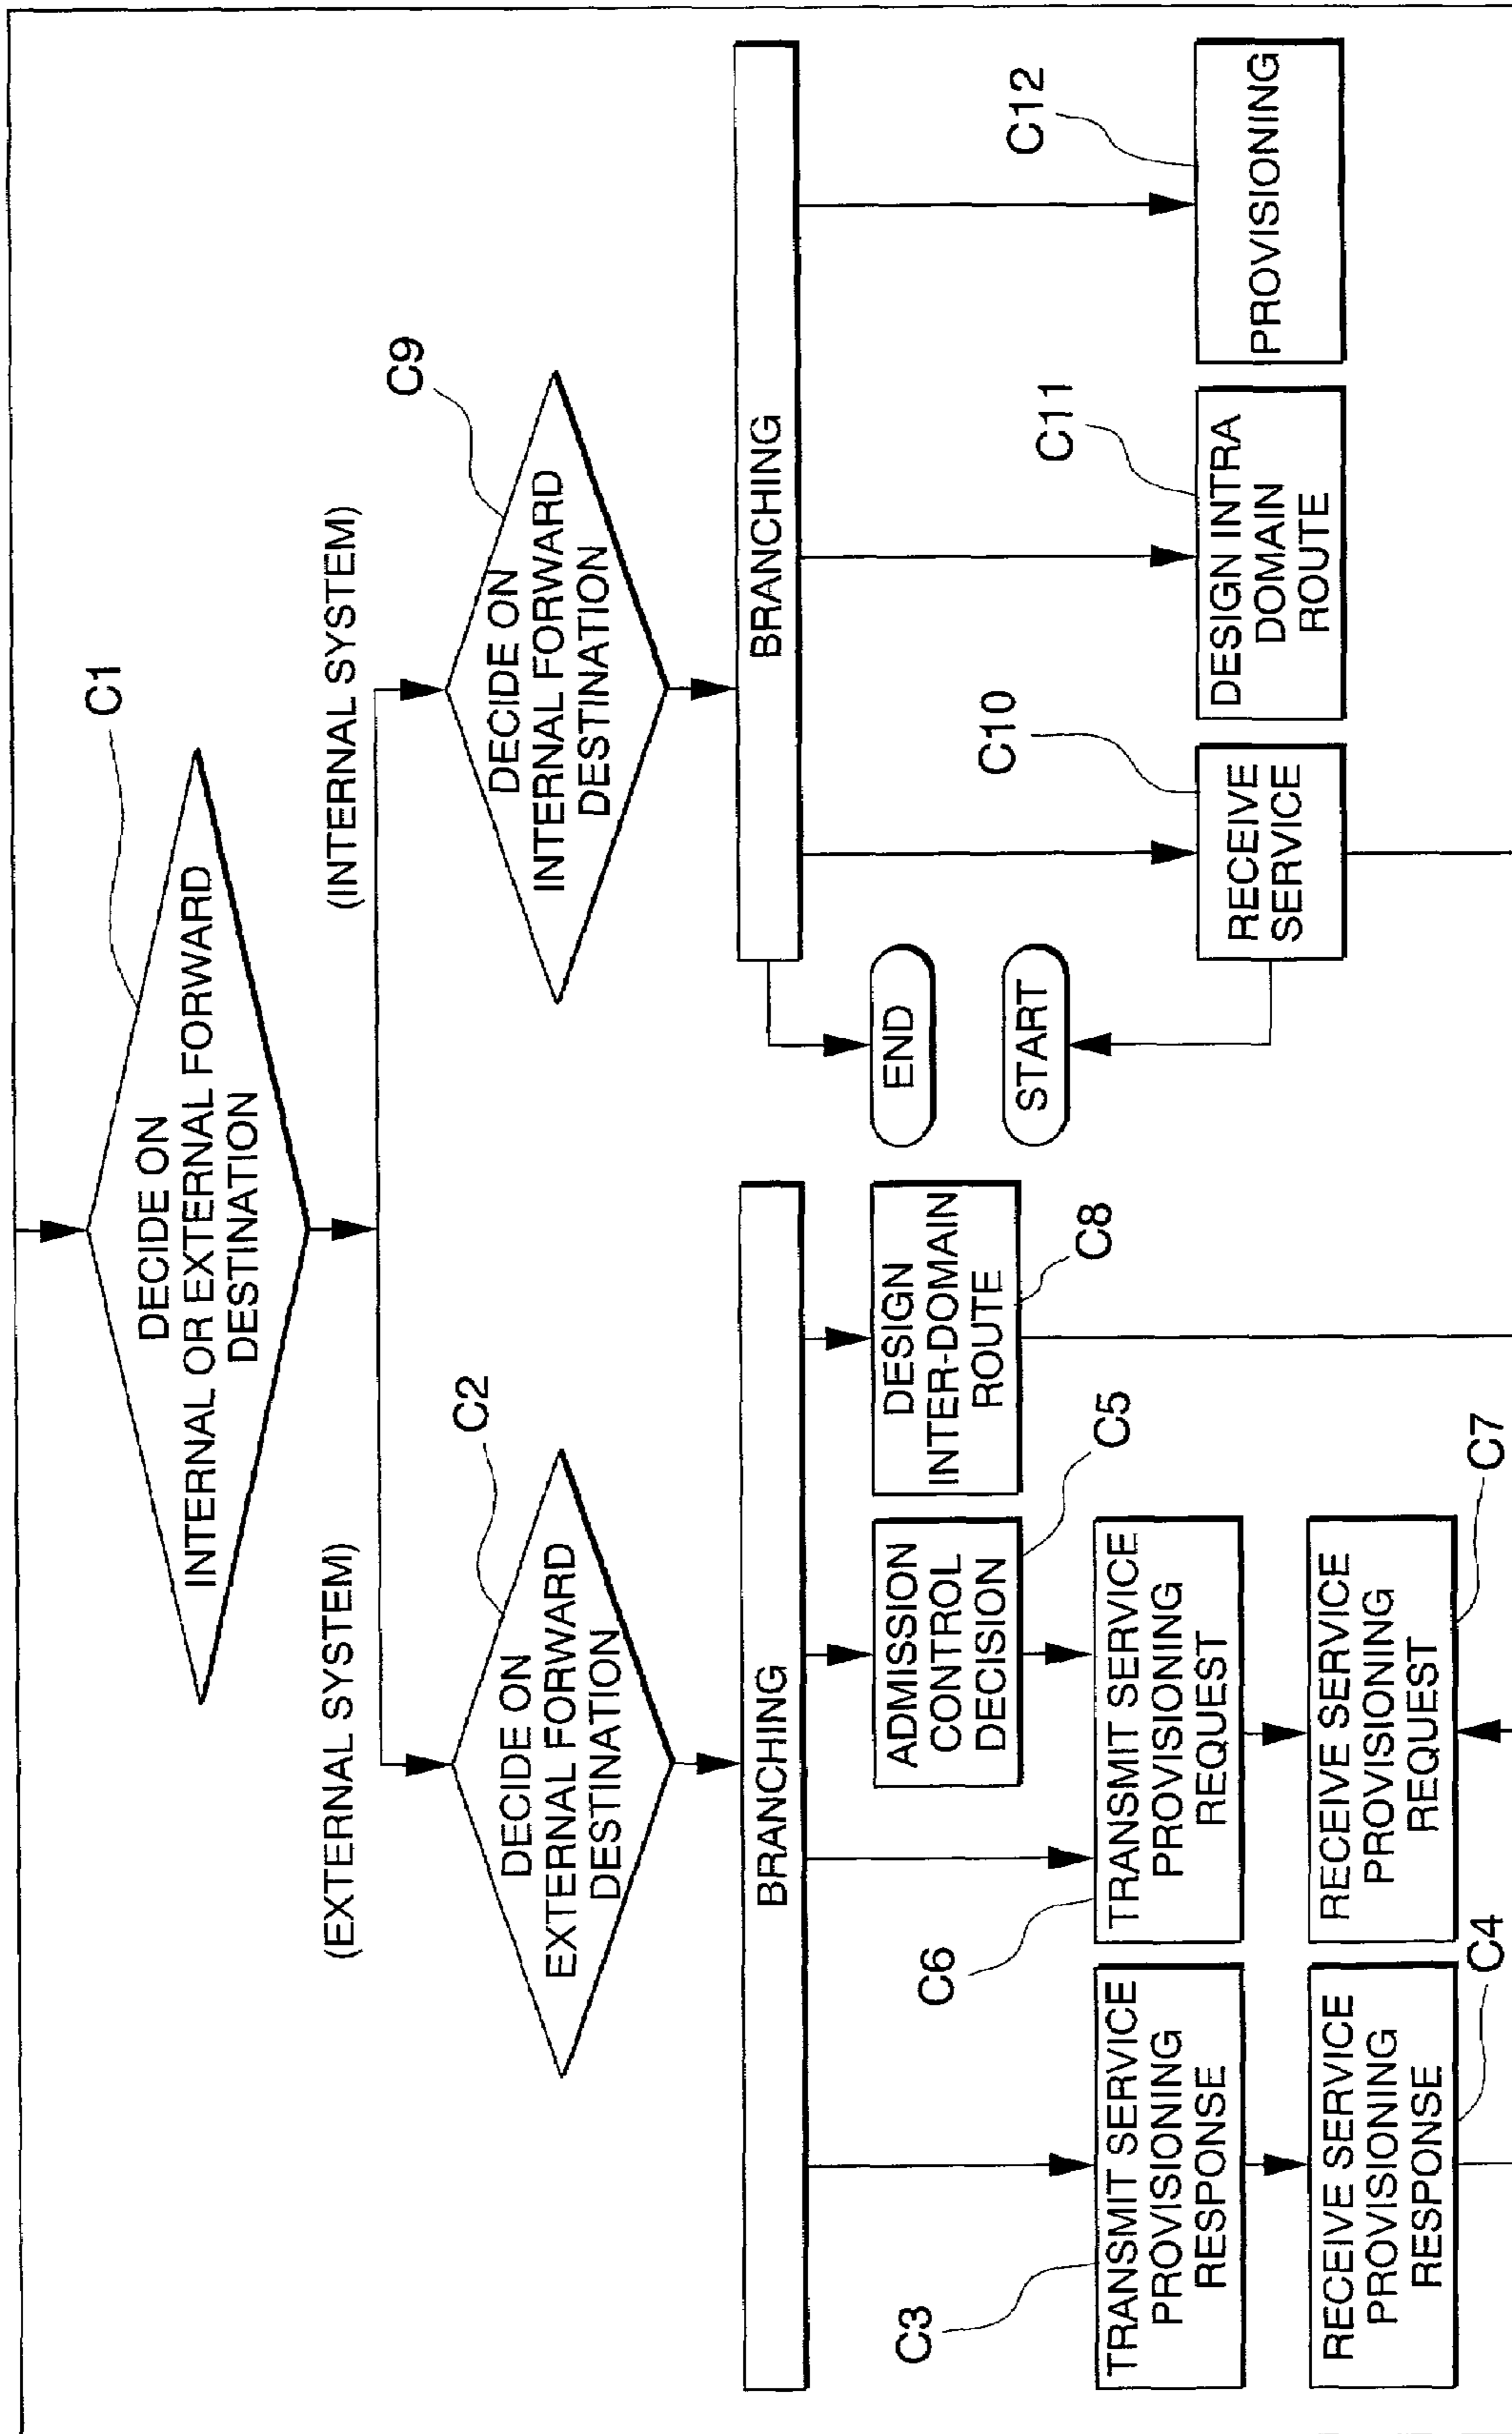 C1
DECIDE ON
INTERNAL OR EXTERNAL FORWARD
DESTINATION
(EXTERNAL SYSTEM)
(INTERNAL SYSTEM)
C2
DECIDE ON
EXTERNAL FORWARD
DESTINATION
C9
DECIDE ON
INTERNAL FORWARD
DESTINATION
BRANCHING
BRANCHING
DESIGN
INTER-DOMAIN
ROUTE
C8
ADMISSION
CONTROL
DECISION
C5
END
START
C3
TRANSMIT SERVICE
PROVISIONING
RESPONSE
C6
TRANSMIT SERVICE
PROVISIONING
REQUEST
RECEIVE SERVICE
PROVISIONING
RESPONSE
C4
RECEIVE SERVICE
PROVISIONING
REQUEST
C7
C10
RECEIVE
SERVICE
C11
DESIGN INTRA
DOMAIN
ROUTE
C12
PROVISIONING